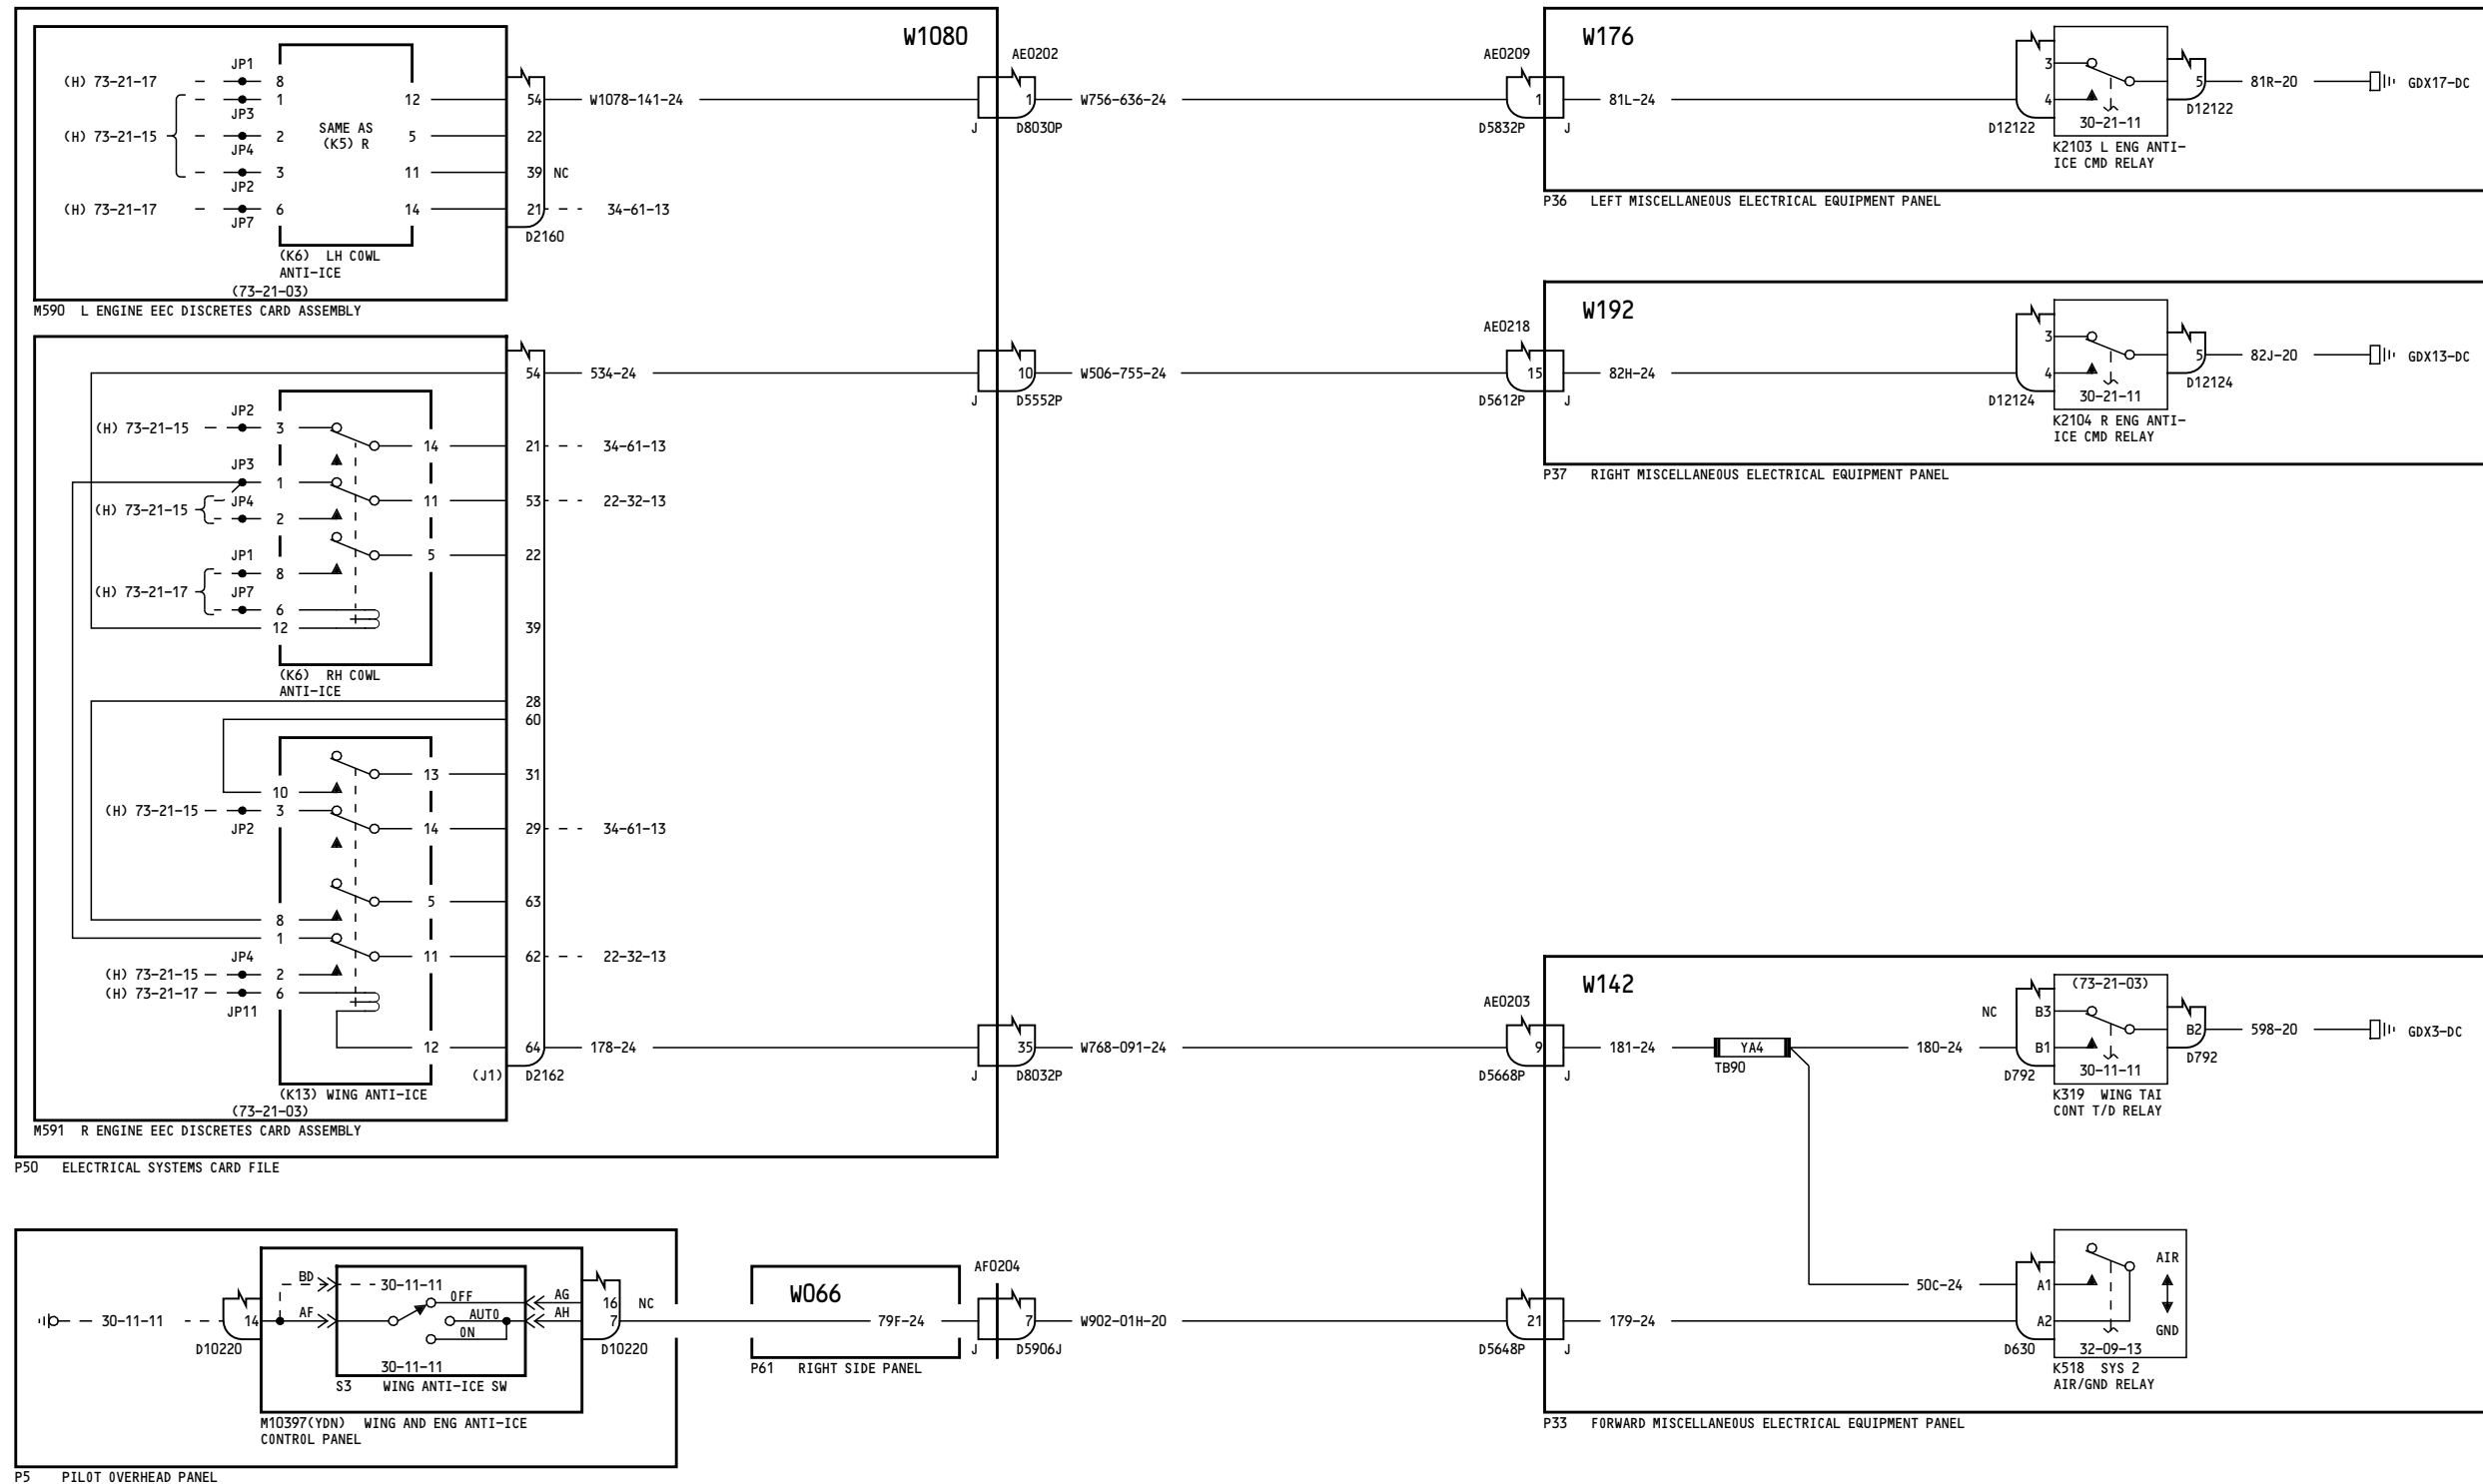 W1080
M590 L ENGINE EEC DISCRETES CARD ASSEMBLY
(H) 73-21-17
JP1
8
1
JP3
(H) 73-21-15
2
JP4
3
JP2
(H) 73-21-17
6
JP7
SAME AS
(K5) R
12
5
11
14
(K6) LH COWL
ANTI-ICE
(73-21-03)
54
22
39 NC
21
34-61-13
D2160
W1078-141-24
AE0202
1
J
D8030P
W756-636-24
AE0209
1
D5832P
J
W176
81L-24
3
4
D12122
30-21-11
K2103 L ENG ANTI-
ICE CMD RELAY
5
D12122
81R-20
GDX17-DC
P36 LEFT MISCELLANEOUS ELECTRICAL EQUIPMENT PANEL
54
534-24
10
J
D5552P
W506-755-24
AE0218
15
D5612P
J
W192
82H-24
3
4
D12124
30-21-11
K2104 R ENG ANTI-
ICE CMD RELAY
5
D12124
82J-20
GDX13-DC
P37 RIGHT MISCELLANEOUS ELECTRICAL EQUIPMENT PANEL
JP2
(H) 73-21-15
3
14
21
34-61-13
JP3
1
11
53
22-32-13
(H) 73-21-15
JP4
2
5
22
JP1
8
(H) 73-21-17
JP7
6
12
39
(K6) RH COWL
ANTI-ICE
28
60
13
31
10
(H) 73-21-15
3
JP2
14
29
34-61-13
5
63
8
1
11
62
22-32-13
JP4
(H) 73-21-15
2
(H) 73-21-17
6
JP11
12
64
(J1)
D2162
(K13) WING ANTI-ICE
(73-21-03)
M591 R ENGINE EEC DISCRETES CARD ASSEMBLY
P50 ELECTRICAL SYSTEMS CARD FILE
178-24
35
J
D8032P
W768-091-24
AE0203
9
D5668P
J
W142
181-24
YA4
TB90
180-24
NC
B3
B1
D792
(73-21-03)
30-11-11
K319 WING TAI
CONT T/D RELAY
B2
D792
598-20
GDX3-DC
30-11-11
14
D10220
BD
AF
30-11-11
OFF
AUTO
ON
30-11-11
S3 WING ANTI-ICE SW
AG
AH
16
7
NC
D10220
M10397(YDN) WING AND ENG ANTI-ICE
CONTROL PANEL
P5 PILOT OVERHEAD PANEL
W066
79F-24
P61 RIGHT SIDE PANEL
AF0204
7
J
D5906J
W902-01H-20
21
D5648P
J
179-24
50C-24
A1
A2
D630
AIR
GND
32-09-13
K518 SYS 2
AIR/GND RELAY
P33 FORWARD MISCELLANEOUS ELECTRICAL EQUIPMENT PANEL